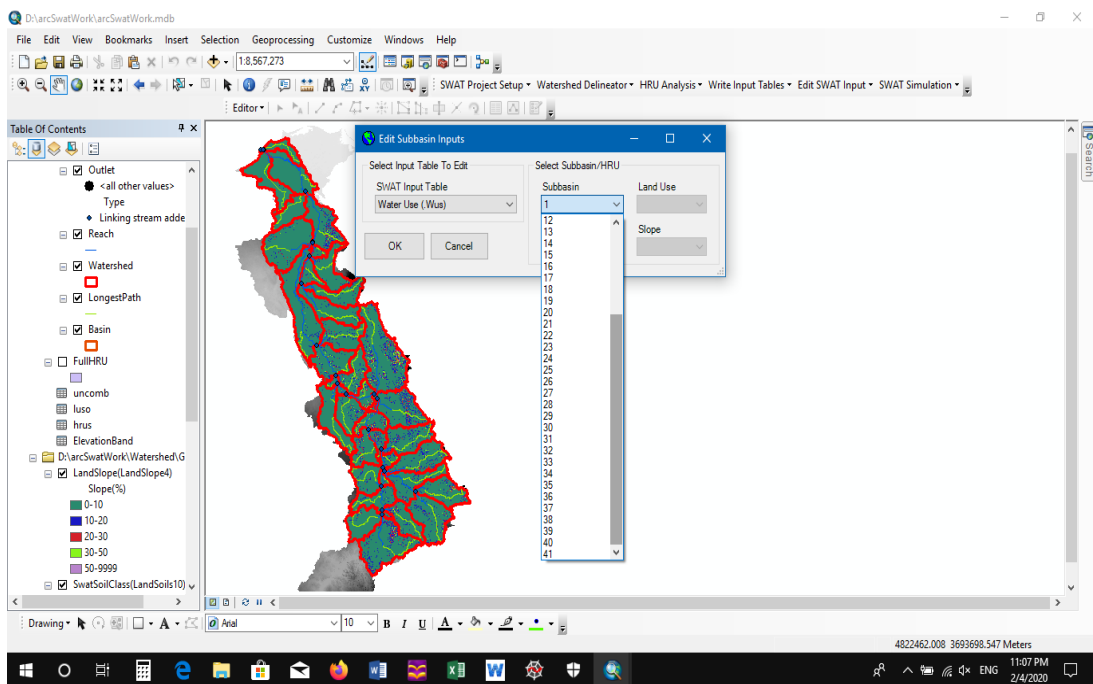 D:\arcSwatWork\arcSwatWork.mdb
File Edit View Bookmarks Insert Selection Geoprocessing Customize Windows Help
1:8,567,273
SWAT Project Setup Watershed Delineator HRU Analysis Write Input Tables Edit SWAT Input SWAT Simulation
Editor
Table Of Contents
Outlet
<all other values>
Type
Linking stream adde
Reach
Watershed
LongestPath
Basin
FullHRU
uncomb
luso
hrus
ElevationBand
D:\arcSwatWork\Watershed\G
LandSlope(LandSlope4)
Slope(%)
0-10
10-20
20-30
30-50
50-9999
SwatSoilClass(LandSoils10)
Edit Subbasin Inputs
Select Input Table To Edit
SWAT Input Table
Water Use (.Wus)
OK Cancel
Select Subbasin/HRU
Subbasin Land Use
1
Slope
12
13
14
15
16
17
18
19
20
21
22
23
24
25
26
27
28
29
30
31
32
33
34
35
36
37
38
39
40
41
Search
Drawing A Arial 10 B I U A
4822462.008 3693698.547 Meters
ENG 11:07 PM
2/4/2020